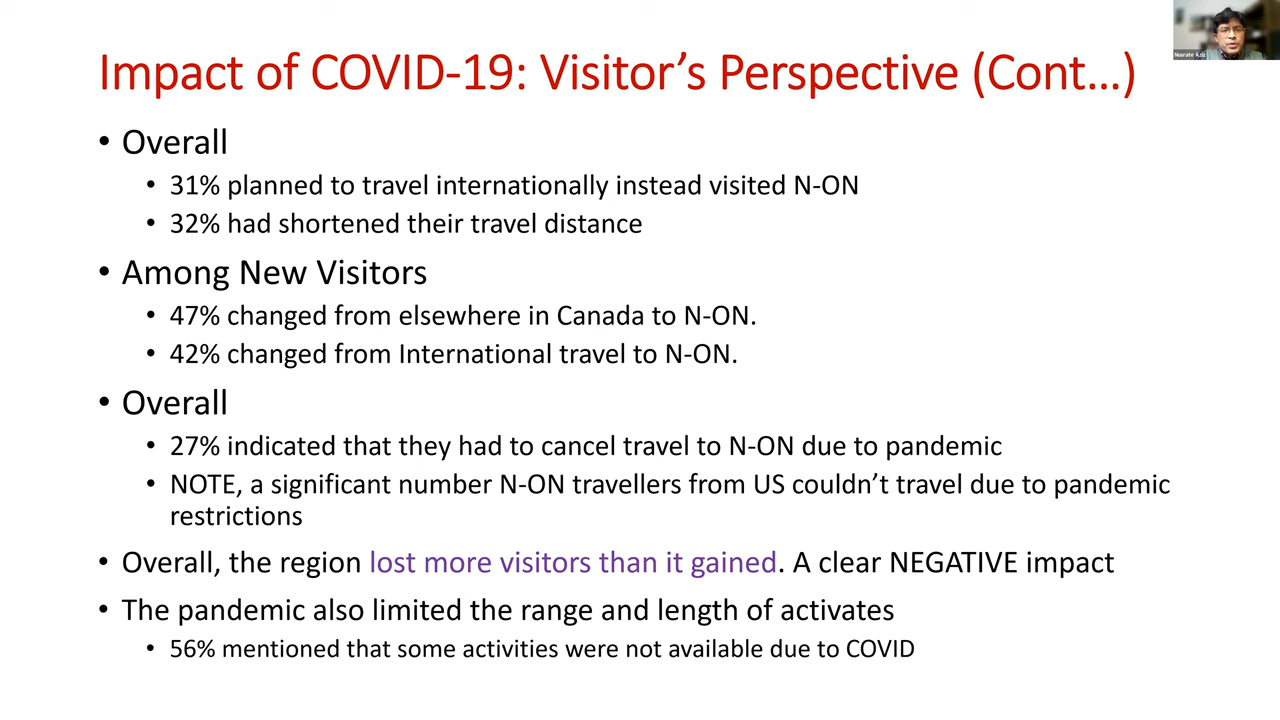 Impact of COVID-19: Visitor's Perspective (Cont...)
• Overall
• 31% planned to travel internationally instead visited N-ON
• 32% had shortened their travel distance
• Among New Visitors
• 47% changed from elsewhere in Canada to N-ON.
• 42% changed from International travel to N-ON.
• Overall
• 27% indicated that they had to cancel travel to N-ON due to pandemic
• NOTE, a significant number N-ON travellers from US couldn't travel due to pandemic
restrictions
• Overall, the region lost more visitors than it gained. A clear NEGATIVE impact
• The pandemic also limited the range and length of activates
• 56% mentioned that some activities were not available due to COVID
Nusrate Aziz